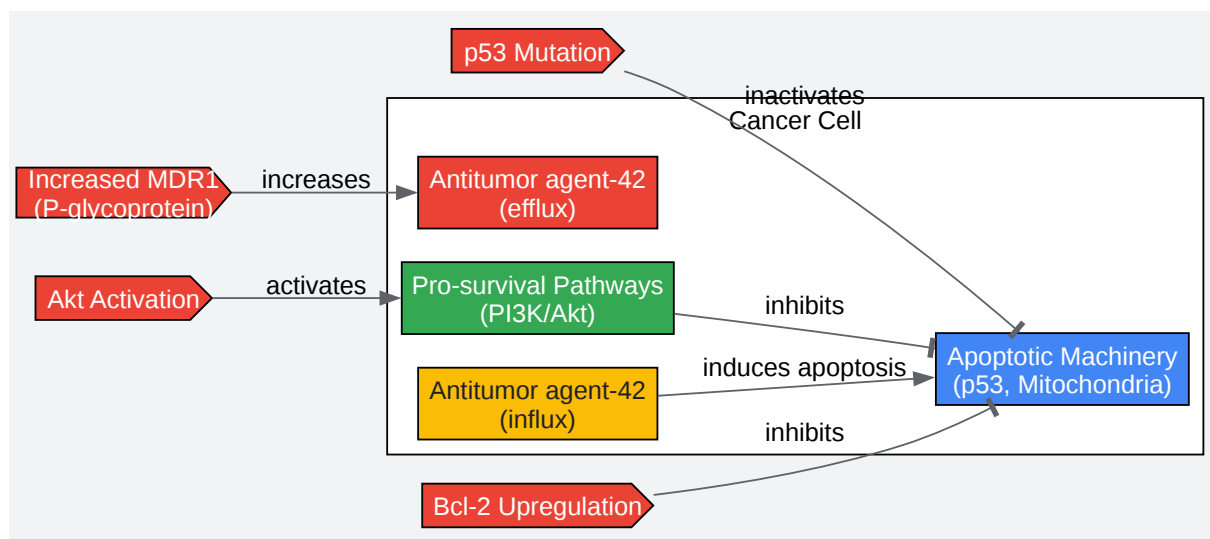 p53 Mutation
inactivates
Cancer Cell
Increased MDR1
(P-glycoprotein)
increases
Antitumor agent-42
(efflux)
Akt Activation
activates
Pro-survival Pathways
(PI3K/Akt)
inhibits
Apoptotic Machinery
(p53, Mitochondria)
induces apoptosis
Antitumor agent-42
(influx)
inhibits
Bcl-2 Upregulation